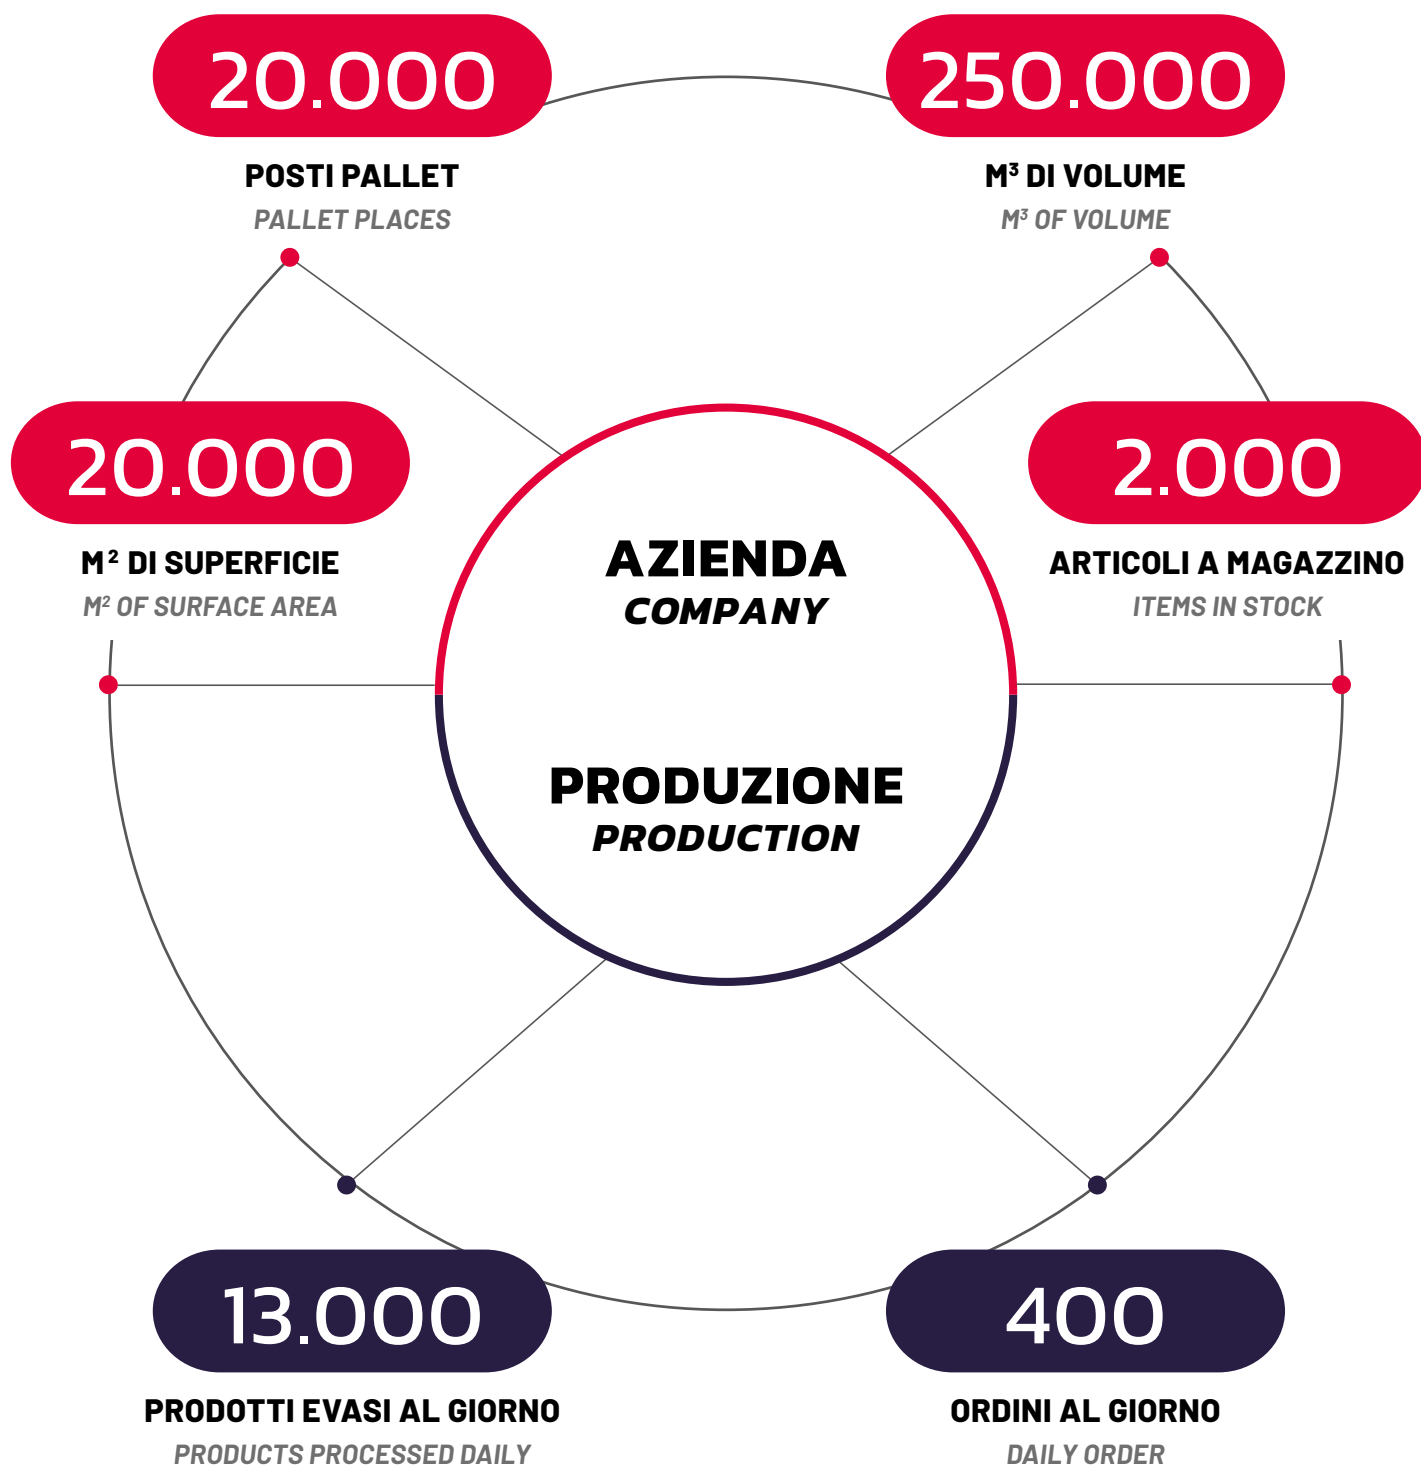 20.000
POSTI PALLET
PALLET PLACES
250.000
M³ DI VOLUME
M³ OF VOLUME
20.000
M² DI SUPERFICIE
M² OF SURFACE AREA
2.000
ARTICOLI A MAGAZZINO
ITEMS IN STOCK
AZIENDA
COMPANY
PRODUZIONE
PRODUCTION
13.000
PRODOTTI EVASI AL GIORNO
PRODUCTS PROCESSED DAILY
400
ORDINI AL GIORNO
DAILY ORDER